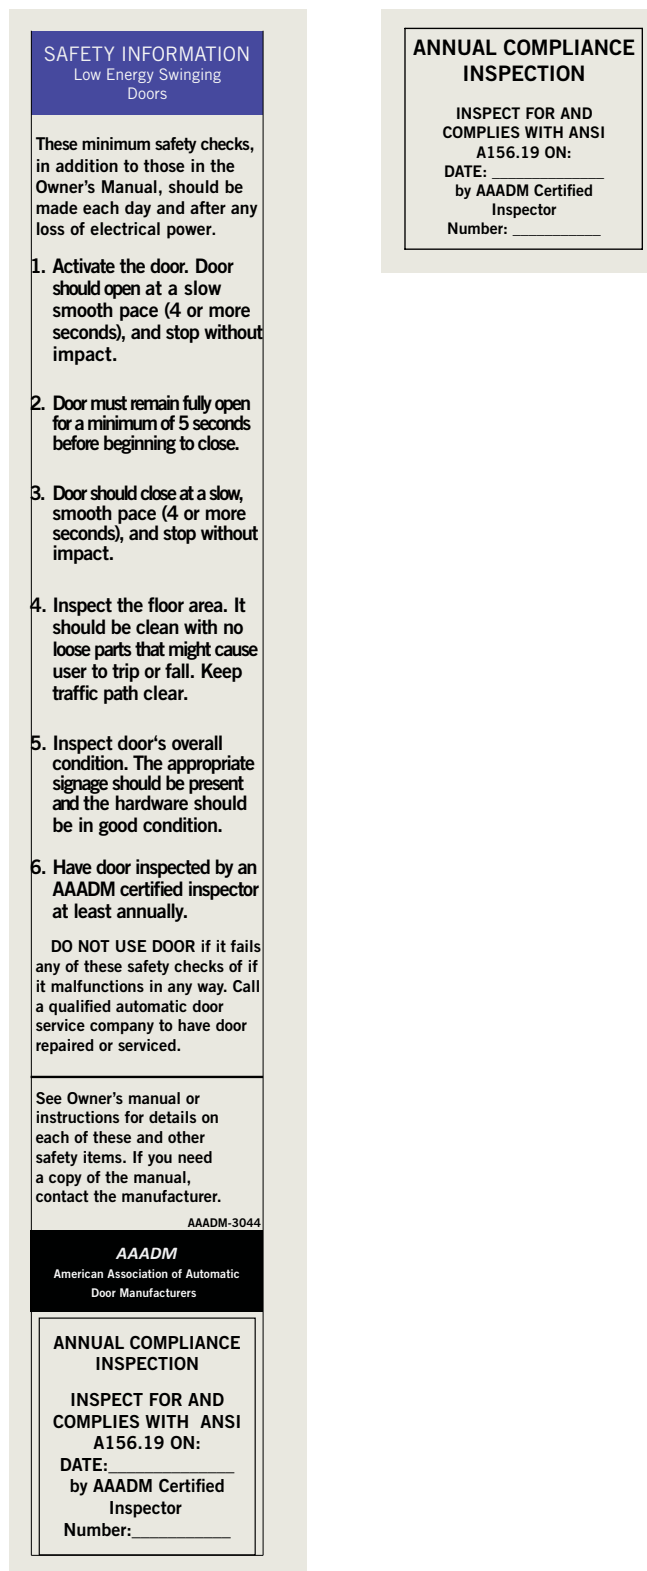 SAFETY INFORMATION
Low Energy Swinging
Doors
These minimum safety checks,
in addition to those in the
Owner’s Manual, should be
made each day and after any
loss of electrical power.
1. Activate the door. Door
should open at a slow
smooth pace (4 or more
seconds), and stop without
impact.
2. Door must remain fully open
for a minimum of 5 seconds
before beginning to close.
3. Door should close at a slow,
smooth pace (4 or more
seconds), and stop without
impact.
4. Inspect the floor area. It
should be clean with no
loose parts that might cause
user to trip or fall. Keep
traffic path clear.
5. Inspect door‘s overall
condition. The appropriate
signage should be present
and the hardware should
be in good condition.
6. Have door inspected by an
AAADM certified inspector
at least annually.
DO NOT USE DOOR if it fails
any of these safety checks of if
it malfunctions in any way. Call
a qualified automatic door
service company to have door
repaired or serviced.
See Owner’s manual or
instructions for details on
each of these and other
safety items. If you need
a copy of the manual,
contact the manufacturer.
AAADM-3044
AAADM
American Association of Automatic
Door Manufacturers
ANNUAL COMPLIANCE
INSPECTION
INSPECT FOR AND
COMPLIES WITH ANSI
A156.19 ON:
DATE:______________
by AAADM Certified
Inspector
Number:___________
ANNUAL COMPLIANCE
INSPECTION
INSPECT FOR AND
COMPLIES WITH ANSI
A156.19 ON:
DATE: ______________
by AAADM Certified
Inspector
Number: ___________